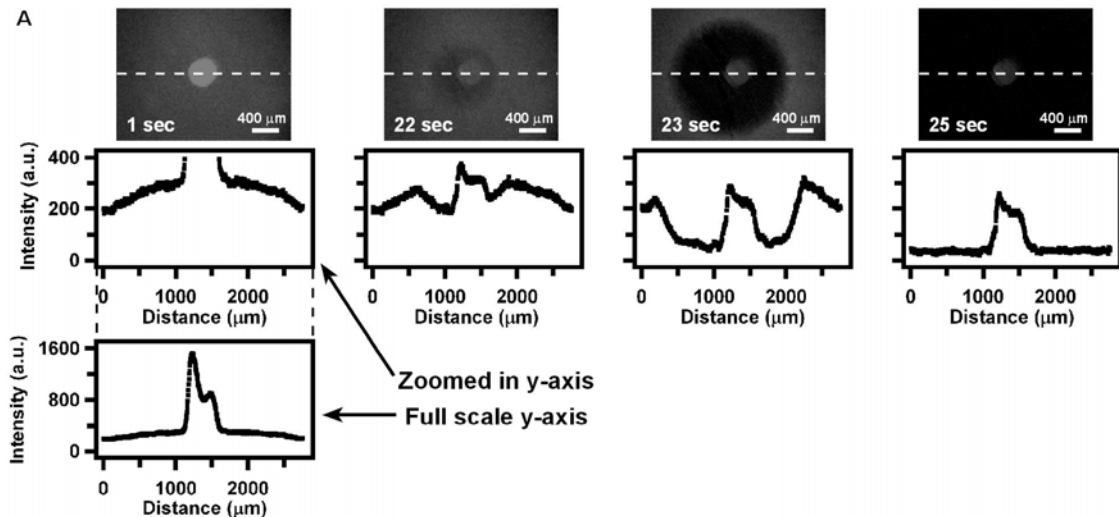 A
1 sec 400 μm
22 sec 400 μm
23 sec 400 μm
25 sec 400 μm
Intensity (a.u.)
400
200
0
0 1000 2000
Distance (μm)
0 1000 2000
Distance (μm)
0 1000 2000
Distance (μm)
0 1000 2000
Distance (μm)
Zoomed in y-axis
Full scale y-axis
Intensity (a.u.)
1600
800
0
0 1000 2000
Distance (μm)